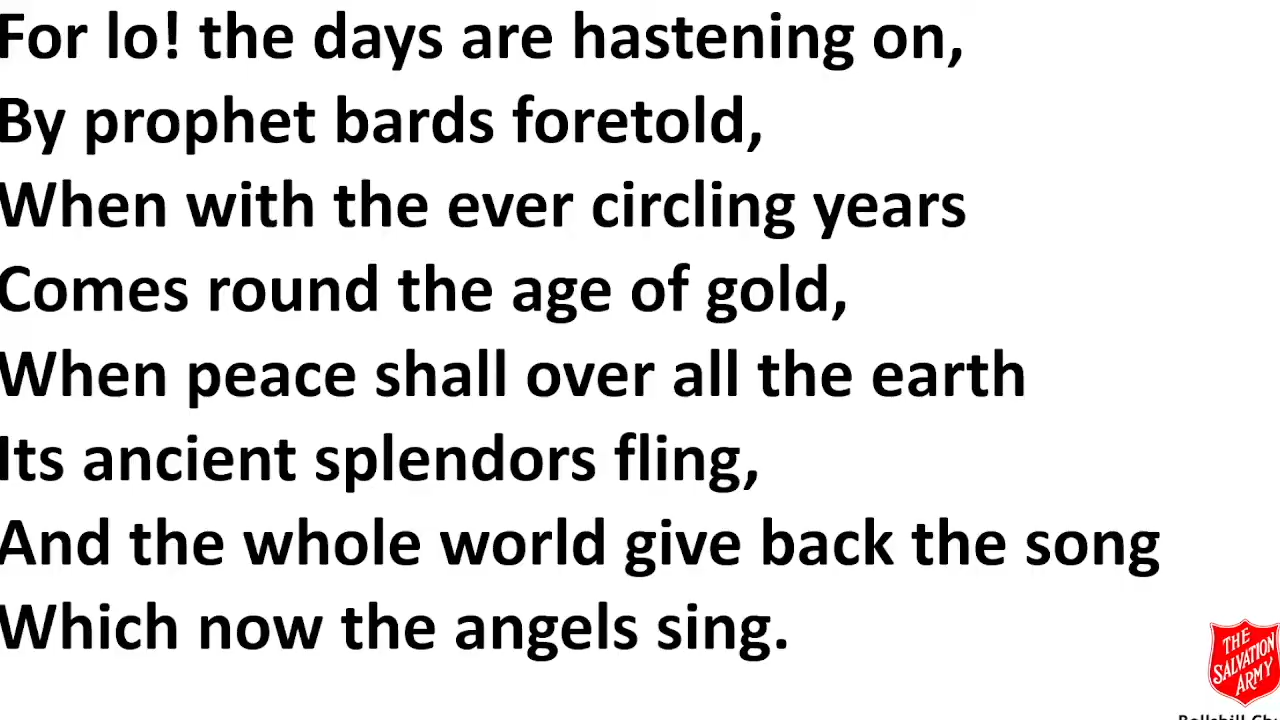 For lo! the days are hastening on,
By prophet bards foretold,
When with the ever circling years
Comes round the age of gold,
When peace shall over all the earth
Its ancient splendors fling,
And the whole world give back the song
Which now the angels sing.
THE
SALVATION
ARMY